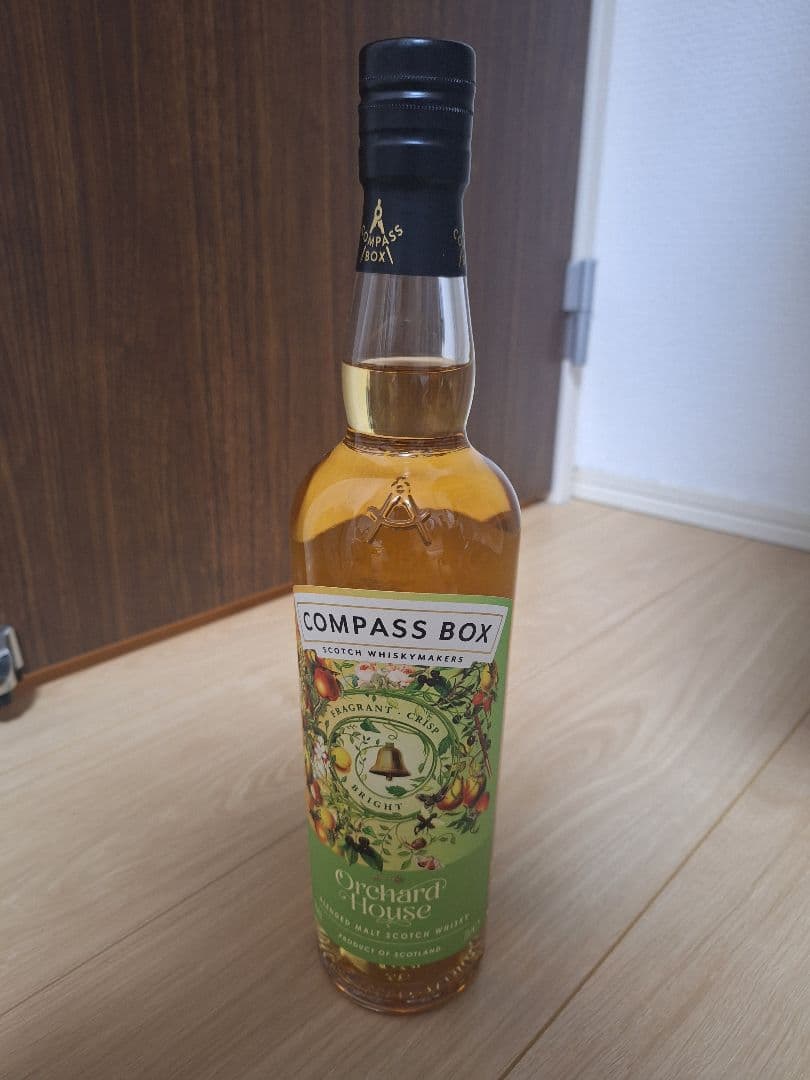 COMPASS
BOX
COMPASS BOX
SCOTCH WHISKYMAKERS
FRAGRANT · CRISP
BRIGHT
Orchard
House
BLENDED MALT SCOTCH WHISKY
PRODUCT OF SCOTLAND